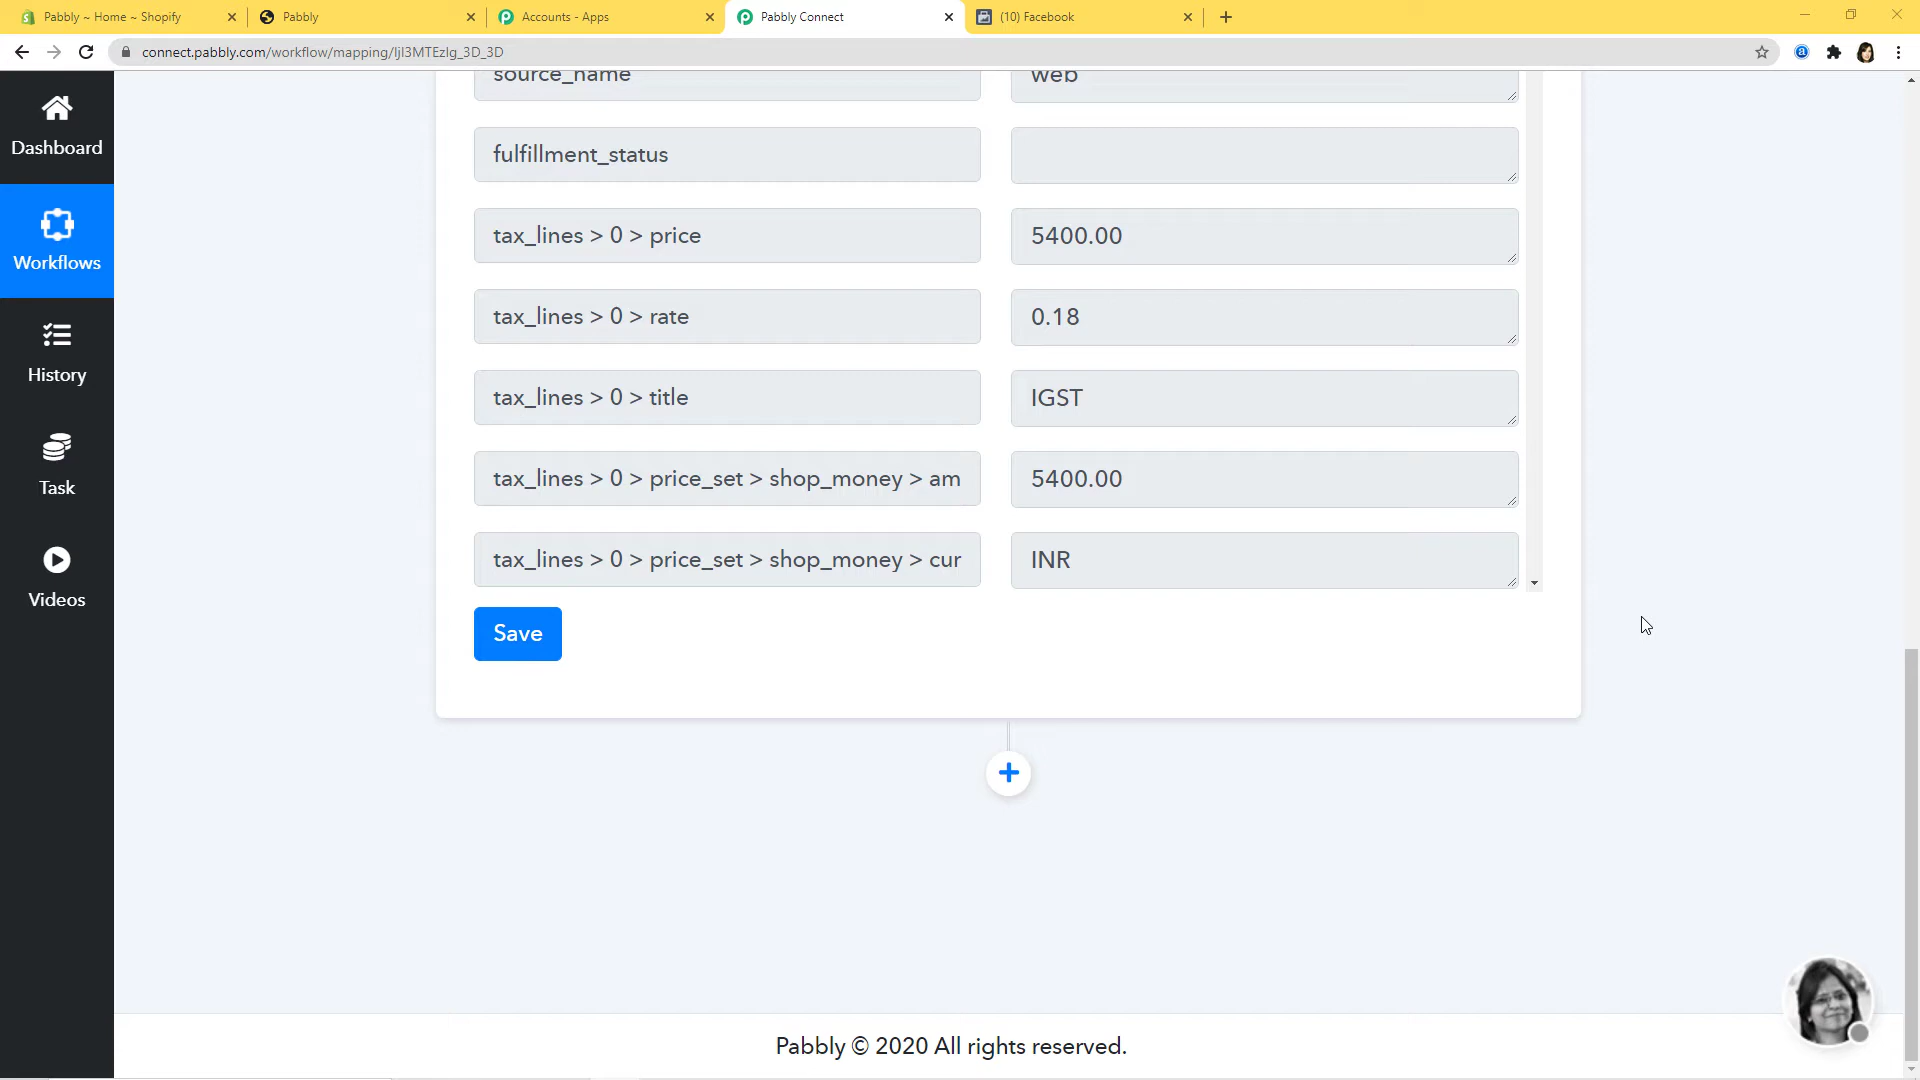 Pabbly ~ Home ~ Shopify
Pabbly
Accounts - Apps
Pabbly Connect
(10) Facebook
connect.pabbly.com/workflow/mapping/IjI3MTEzIg_3D_3D
Dashboard
Workflows
History
Task
Videos
source_name web
fulfillment_status
tax_lines > 0 > price 5400.00
tax_lines > 0 > rate 0.18
tax_lines > 0 > title IGST
tax_lines > 0 > price_set > shop_money > am 5400.00
tax_lines > 0 > price_set > shop_money > cur INR
Save
Pabbly © 2020 All rights reserved.